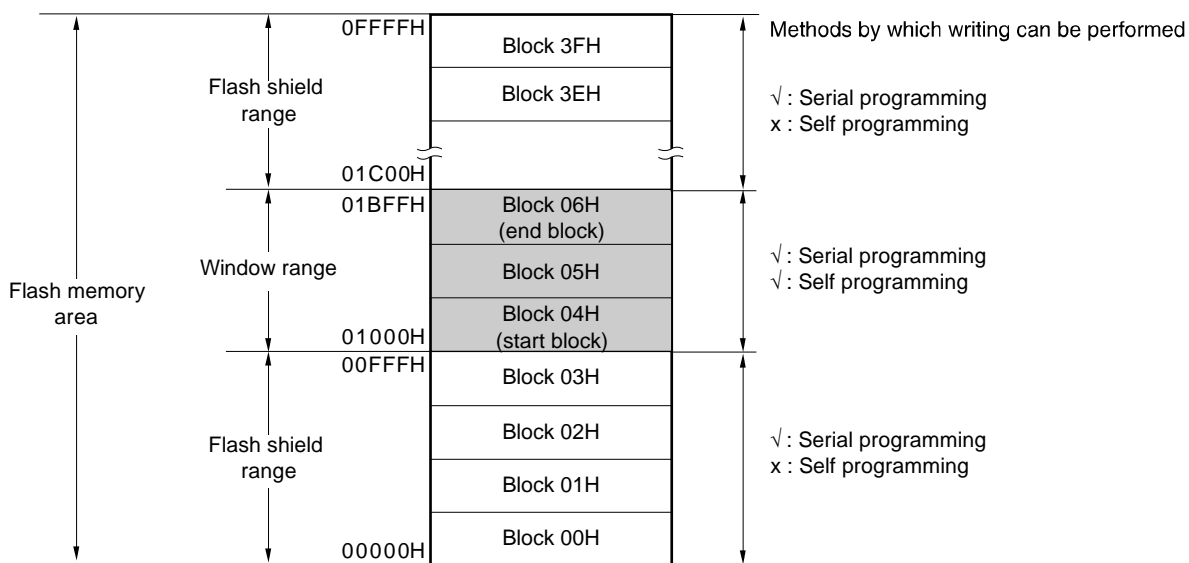 0FFFFH
Methods by which writing can be performed
Block 3FH
Flash shield
range
Block 3EH
√ : Serial programming
x : Self programming
01C00H
01BFFH
Block 06H
(end block)
Window range
Block 05H
√ : Serial programming
√ : Self programming
Flash memory
area
Block 04H
(start block)
01000H
00FFFH
Block 03H
Flash shield
range
Block 02H
√ : Serial programming
x : Self programming
Block 01H
Block 00H
00000H